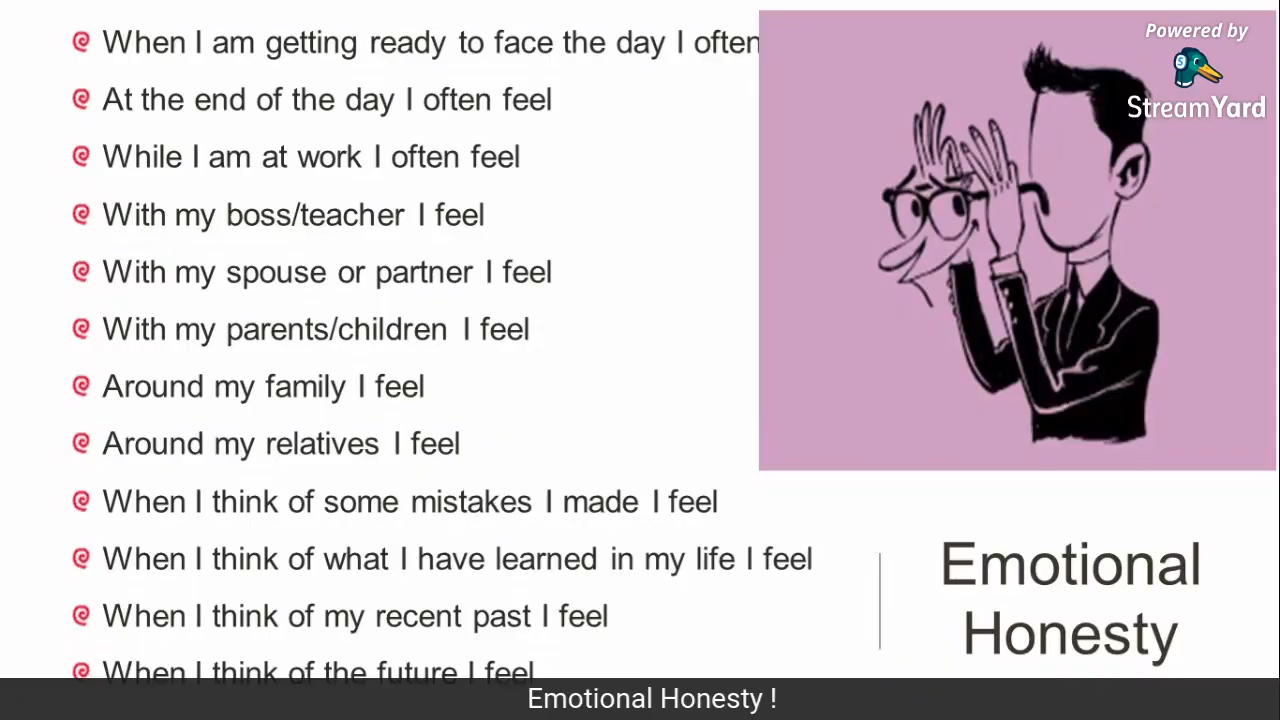 When I am getting ready to face the day I often
At the end of the day I often feel
While I am at work I often feel
With my boss/teacher I feel
With my spouse or partner I feel
With my parents/children I feel
Around my family I feel
Around my relatives I feel
When I think of some mistakes I made I feel
When I think of what I have learned in my life I feel
When I think of my recent past I feel
When I think of the future I feel
Powered by
S
StreamYard
Emotional
Honesty
Emotional Honesty !